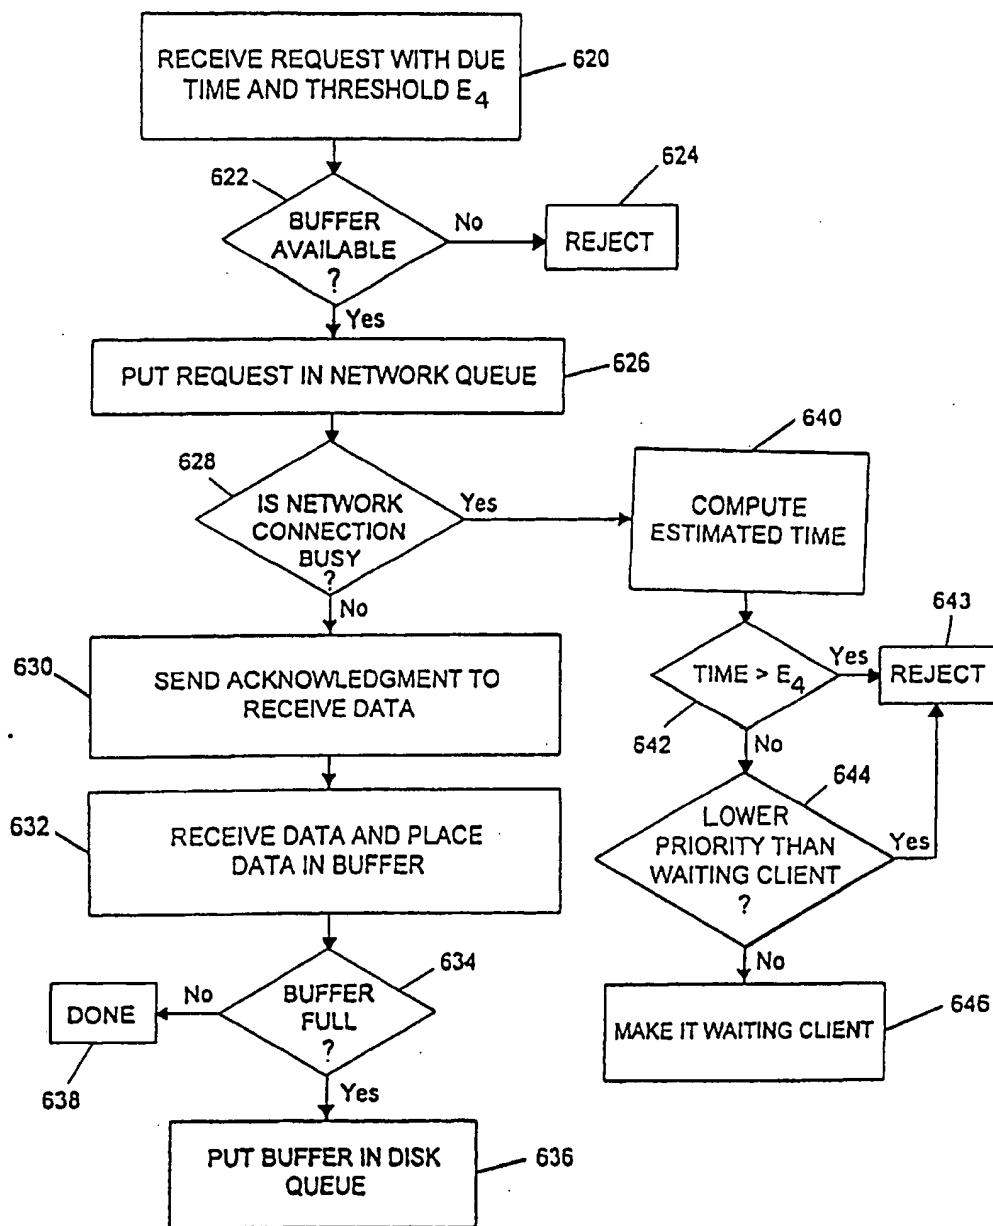 RECEIVE REQUEST WITH DUE
TIME AND THRESHOLD E4
620
622
BUFFER
AVAILABLE
?
No
624
REJECT
Yes
PUT REQUEST IN NETWORK QUEUE
626
628
IS NETWORK
CONNECTION
BUSY
?
Yes
640
COMPUTE
ESTIMATED TIME
No
630
SEND ACKNOWLEDGMENT TO
RECEIVE DATA
TIME > E4
642
Yes
643
REJECT
No
632
RECEIVE DATA AND PLACE
DATA IN BUFFER
644
LOWER
PRIORITY THAN
WAITING CLIENT
?
Yes
634
BUFFER
FULL
?
No
DONE
638
No
MAKE IT WAITING CLIENT
646
Yes
PUT BUFFER IN DISK
QUEUE
636